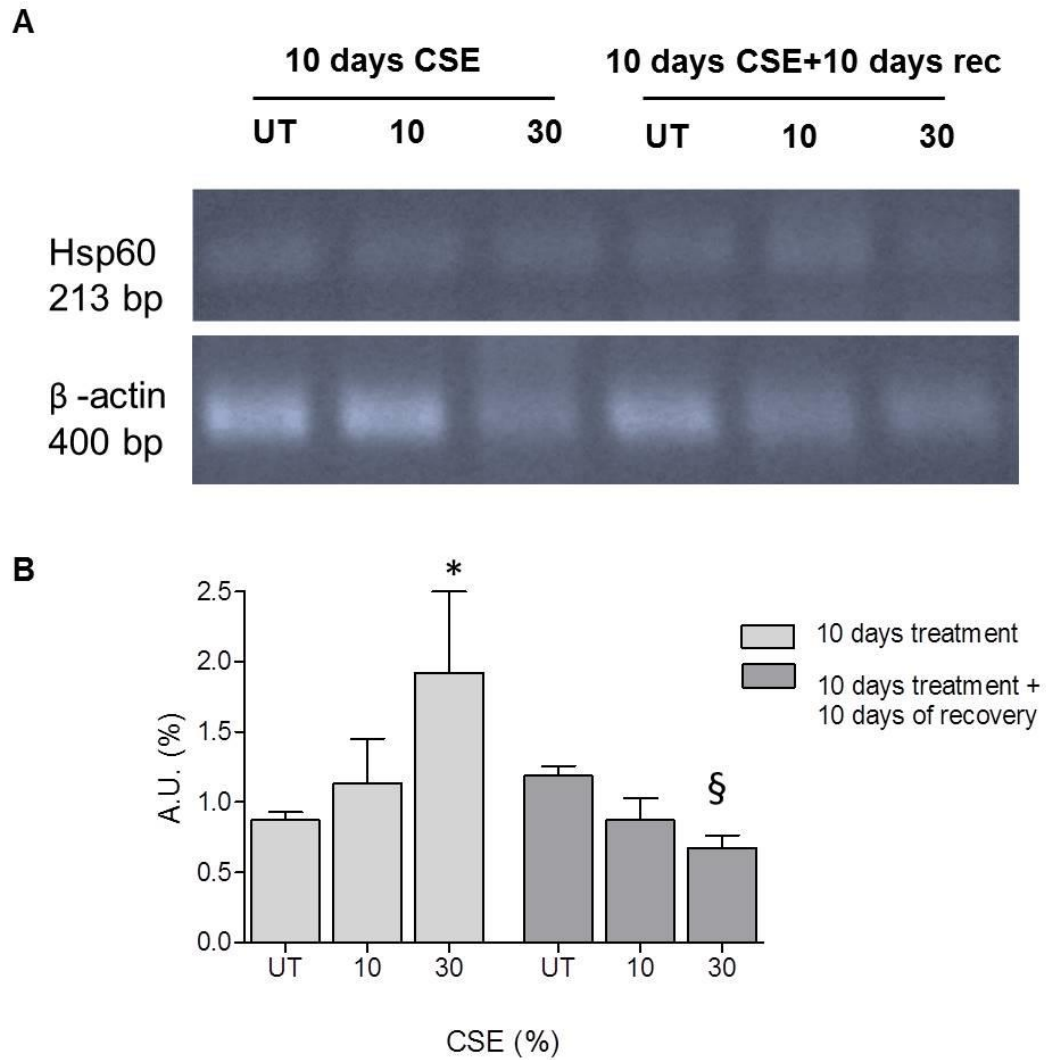 A
10 days CSE
10 days CSE+10 days rec
UT 10 30 UT 10 30
Hsp60
213 bp
β -actin
400 bp
B
*
2.5
2.0
1.5
1.0
0.5
0.0
A.U. (%)
§
UT 10 30 UT 10 30
CSE (%)
10 days treatment
10 days treatment +
10 days of recovery